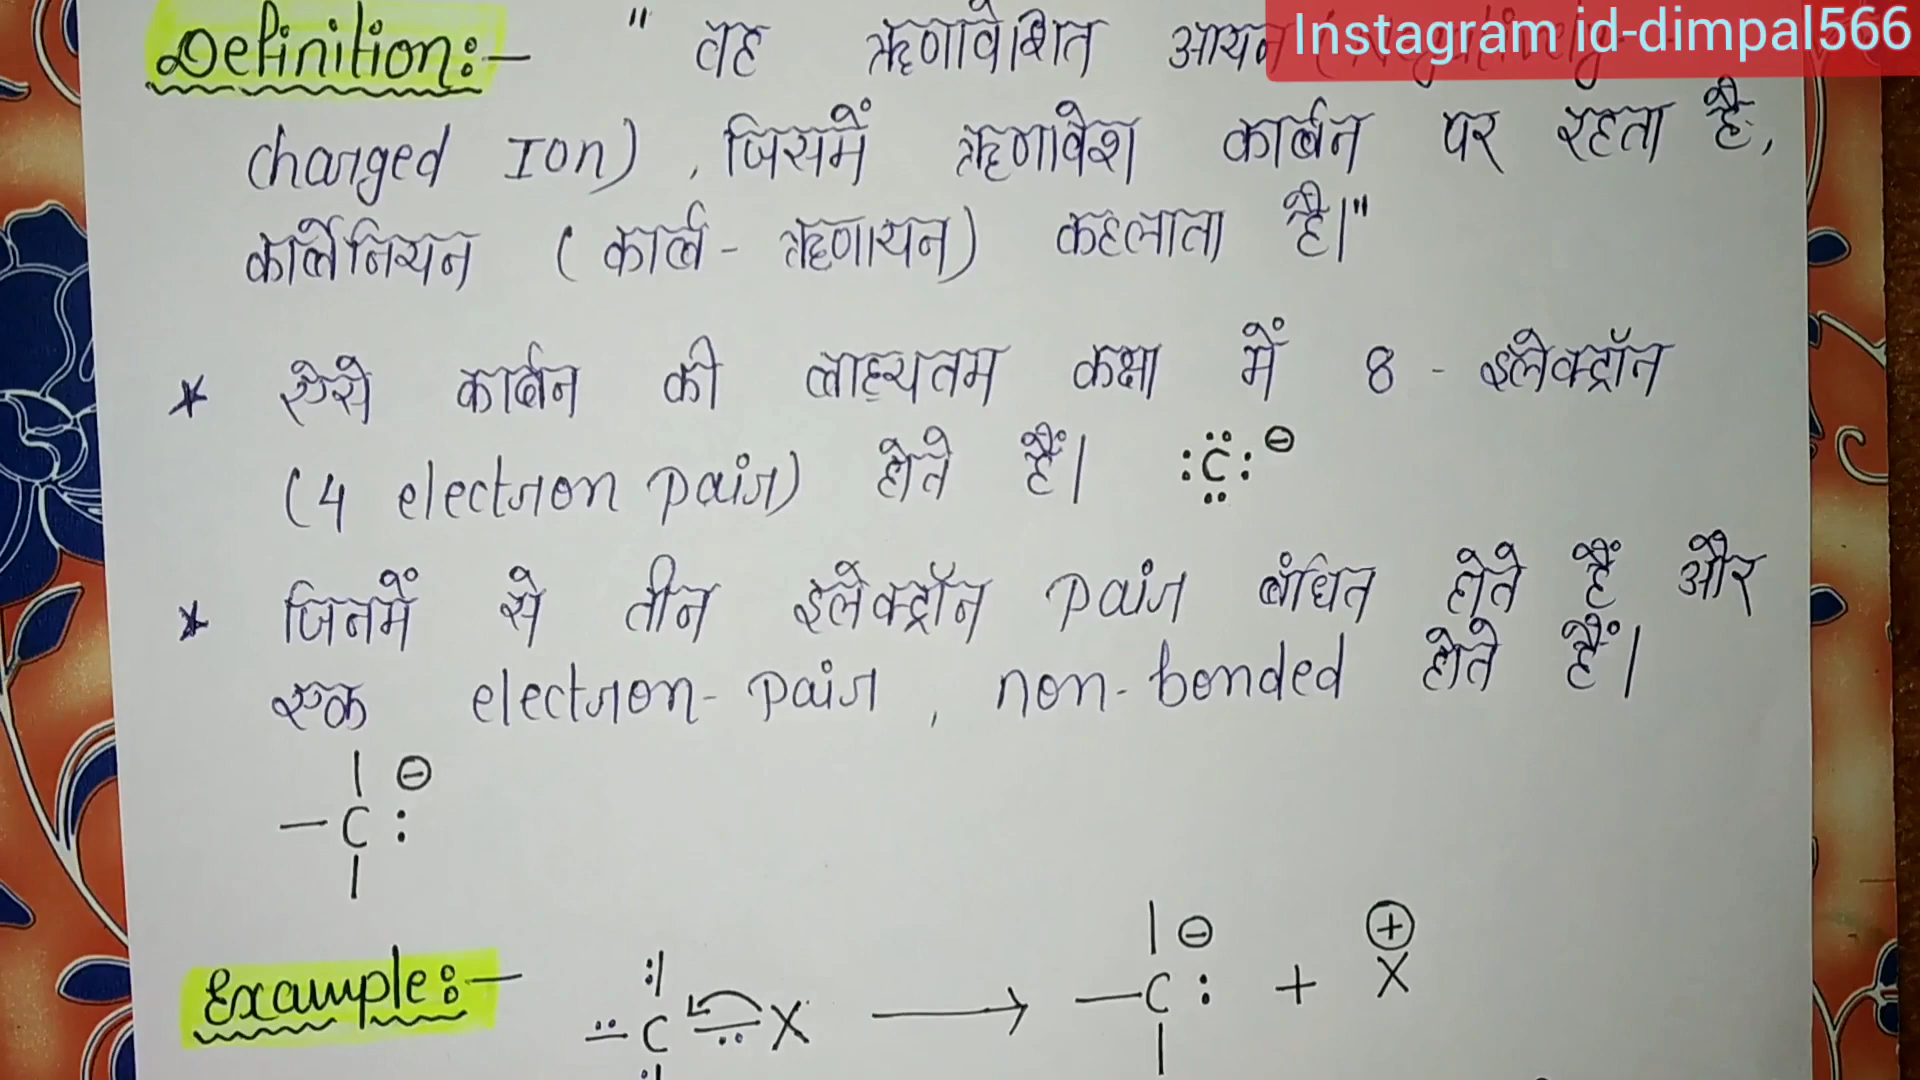 Instagram id-dimpal566
Definition:- " वह ऋणावेशित आयन (Negatively
charged Ion), जिसमें ऋणावेश कार्बन पर रहता है,
कार्बेनियन (कार्ब-ऋणायन) कहलाता है।"
* ऐसे कार्बन की बाह्यतम कक्षा में 8 - इलेक्ट्रॉन
(4 electron pair) होते हैं। :C: ⊖
* जिनमें से तीन इलेक्ट्रॉन pair बंधित होते हैं और
एक electron-pair, non-bonded होते हैं।
⊖
- C :
Example:- - C - X ⟶ - C : ⊖ + X ⊕